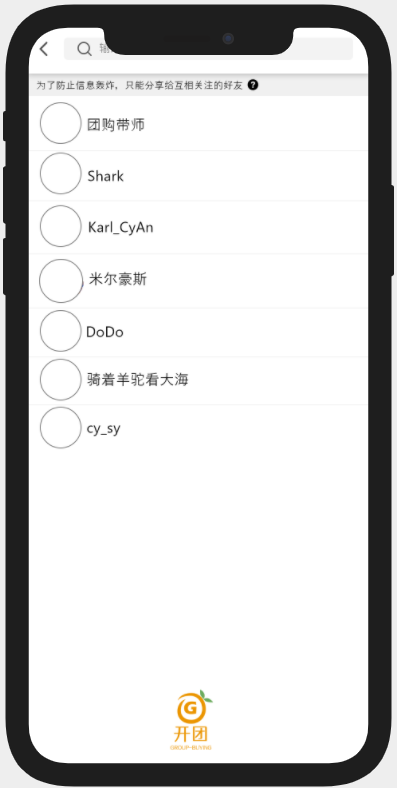 为了防止信息轰炸，只能分享给互相关注的好友 ?
团购带师
Shark
Karl_CyAn
米尔豪斯
DoDo
骑着羊驼看大海
cy_sy
G
开团
GROUP-BUYING